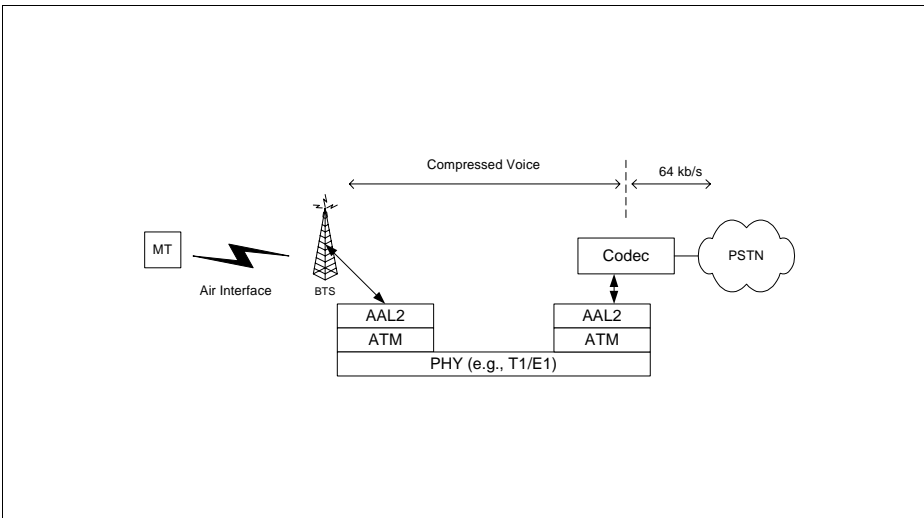 Compressed Voice
64 kb/s
MT
Air Interface
BTS
Codec
PSTN
AAL2
AAL2
ATM
ATM
PHY (e.g., T1/E1)